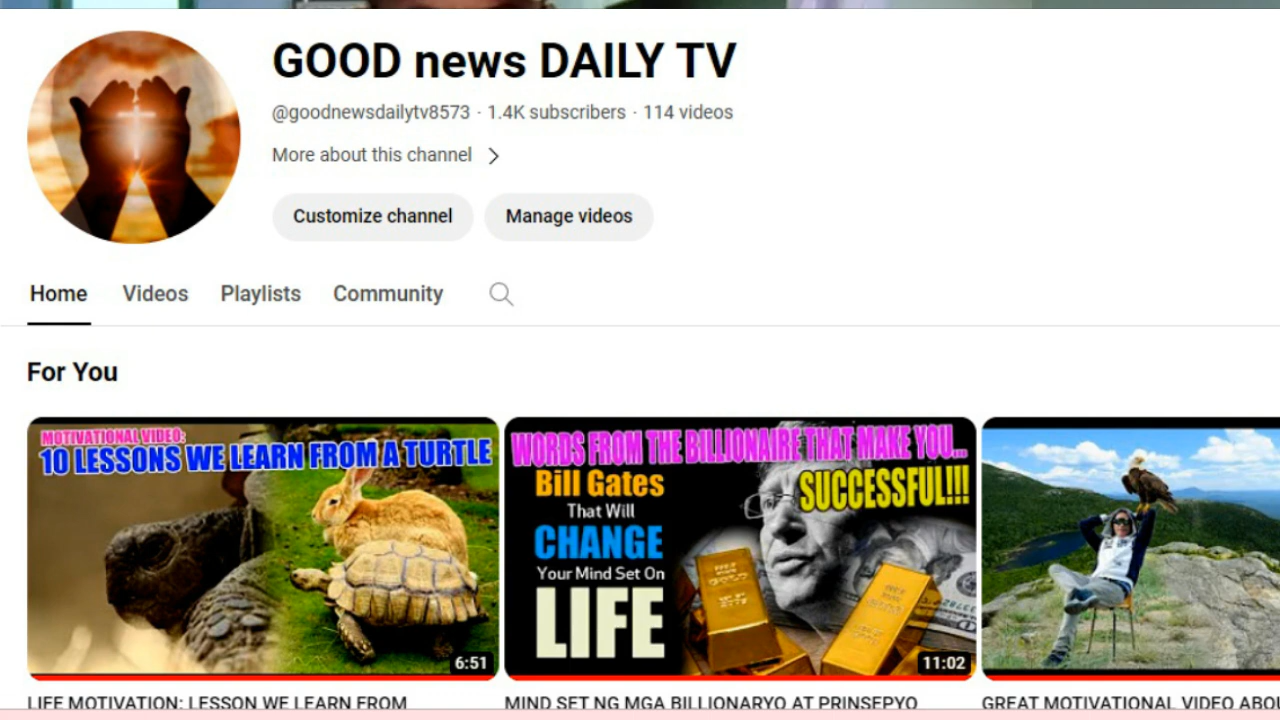 GOOD news DAILY TV
@goodnewsdailytv8573 · 1.4K subscribers · 114 videos
More about this channel
Customize channel
Manage videos
Home Videos Playlists Community
For You
MOTIVATIONAL VIDEO:
10 LESSONS WE LEARN FROM A TURTLE
6:51
WORDS FROM THE BILLIONAIRE THAT MAKE YOU...
SUCCESSFUL!!!
Bill Gates
That Will
CHANGE
Your Mind Set On
LIFE
11:02
LIFE MOTIVATION: LESSON WE LEARN FROM
MIND SET NG MGA BILLIONARYO AT PRINSEPYO
GREAT MOTIVATIONAL VIDEO